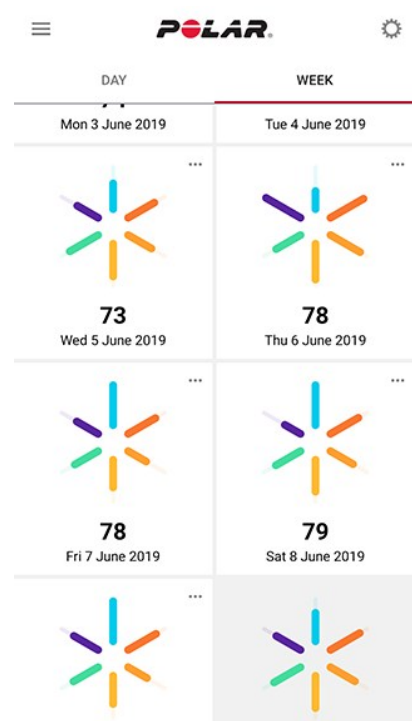 POLAR.
DAY WEEK
Mon 3 June 2019 Tue 4 June 2019
73 78
Wed 5 June 2019 Thu 6 June 2019
78 79
Fri 7 June 2019 Sat 8 June 2019